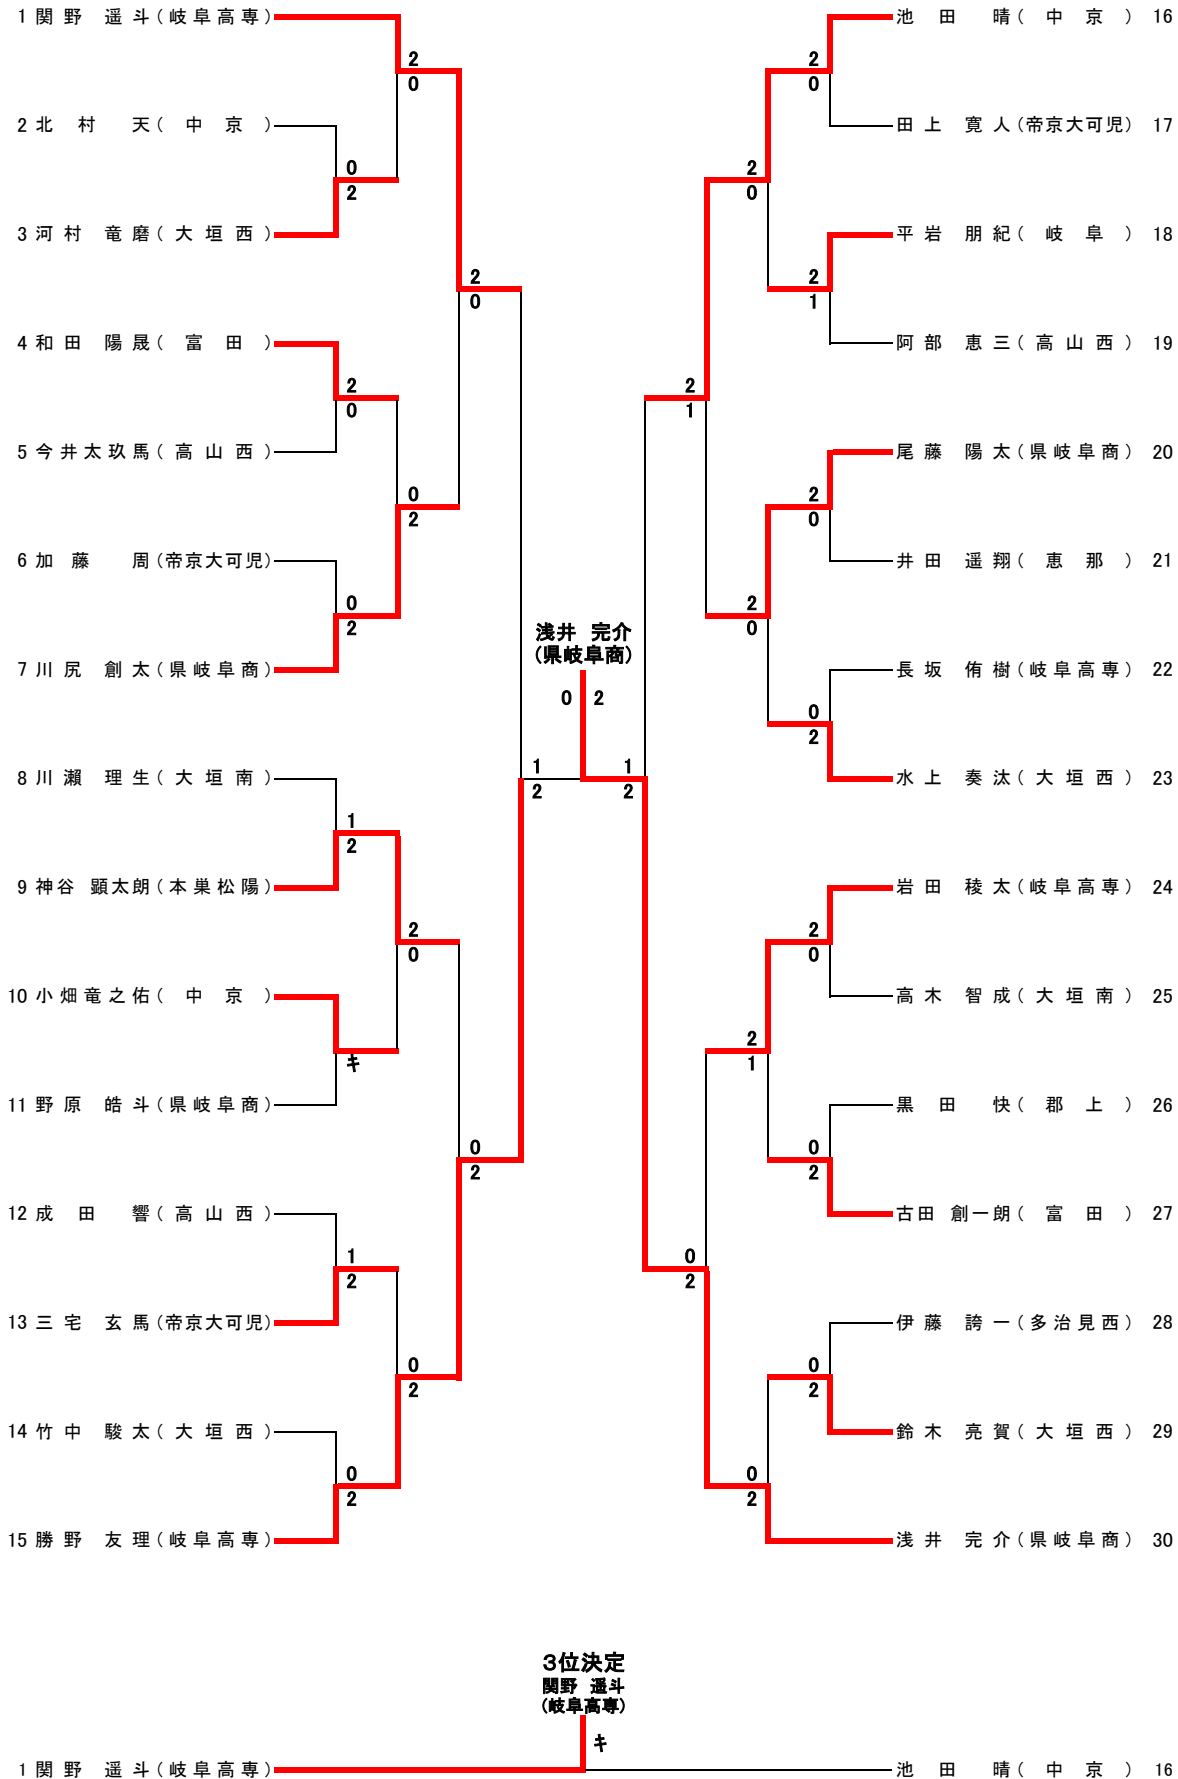 1 関野 遥斗(岐阜高専)
2
0
2 北村 天(中京)
0
2
3 河村 竜磨(大垣西)
2
0
4 和田 陽晟(富田)
2
0
5 今井太玖馬(高山西)
0
2
6 加藤 周(帝京大可児)
0
2
7 川尻 創太(県岐阜商)
8 川瀬 理生(大垣南)
1
2
9 神谷 顕太朗(本巣松陽)
2
0
10 小畑竜之佑(中京)
キ
11 野原 皓斗(県岐阜商)
0
2
12 成田 響(高山西)
1
2
13 三宅 玄馬(帝京大可児)
0
2
14 竹中 駿太(大垣西)
0
2
15 勝野 友理(岐阜高専)
1
2
浅井 完介
(県岐阜商)
0 2
1
2
池田 晴(中京) 16
2
0
田上 寛人(帝京大可児) 17
2
0
平岩 朋紀(岐阜) 18
2
1
阿部 恵三(高山西) 19
2
1
尾藤 陽太(県岐阜商) 20
2
0
井田 遥翔(恵那) 21
2
0
長坂 侑樹(岐阜高専) 22
0
2
水上 奏汰(大垣西) 23
岩田 稜太(岐阜高専) 24
2
0
高木 智成(大垣南) 25
2
1
黒田 快(郡上) 26
0
2
古田 創一朗(富田) 27
0
2
伊藤 誇一(多治見西) 28
0
2
鈴木 亮賀(大垣西) 29
0
2
浅井 完介(県岐阜商) 30
3位決定
関野 遥斗
(岐阜高専)
キ
1 関野 遥斗(岐阜高専)
池田 晴(中京) 16